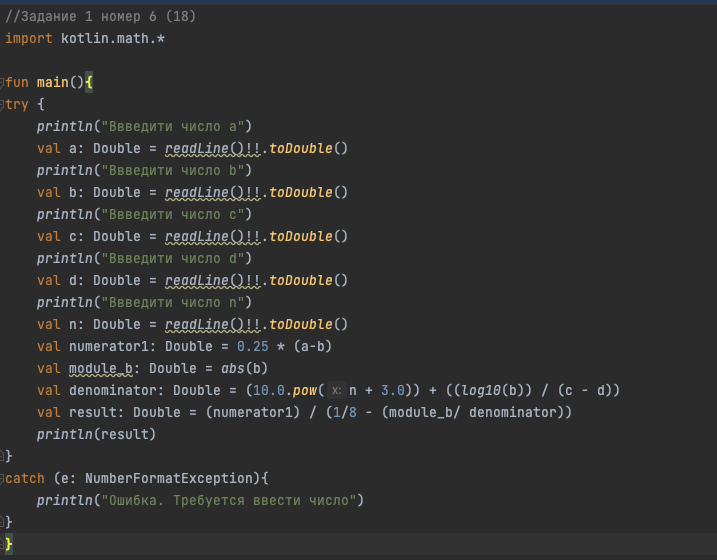 //Задание 1 номер 6 (18)
import kotlin.math.*
fun main(){
try {
println("Ввведити число a")
val a: Double = readLine()!!.toDouble()
println("Ввведити число b")
val b: Double = readLine()!!.toDouble()
println("Ввведити число c")
val c: Double = readLine()!!.toDouble()
println("Ввведити число d")
val d: Double = readLine()!!.toDouble()
println("Ввведити число n")
val n: Double = readLine()!!.toDouble()
val numerator1: Double = 0.25 * (a-b)
val module_b: Double = abs(b)
val denominator: Double = (10.0.pow( x: n + 3.0)) + ((log10(b)) / (c - d))
val result: Double = (numerator1) / (1/8 - (module_b/ denominator))
println(result)
}
catch (e: NumberFormatException){
println("Ошибка. Требуется ввести число")
}
}